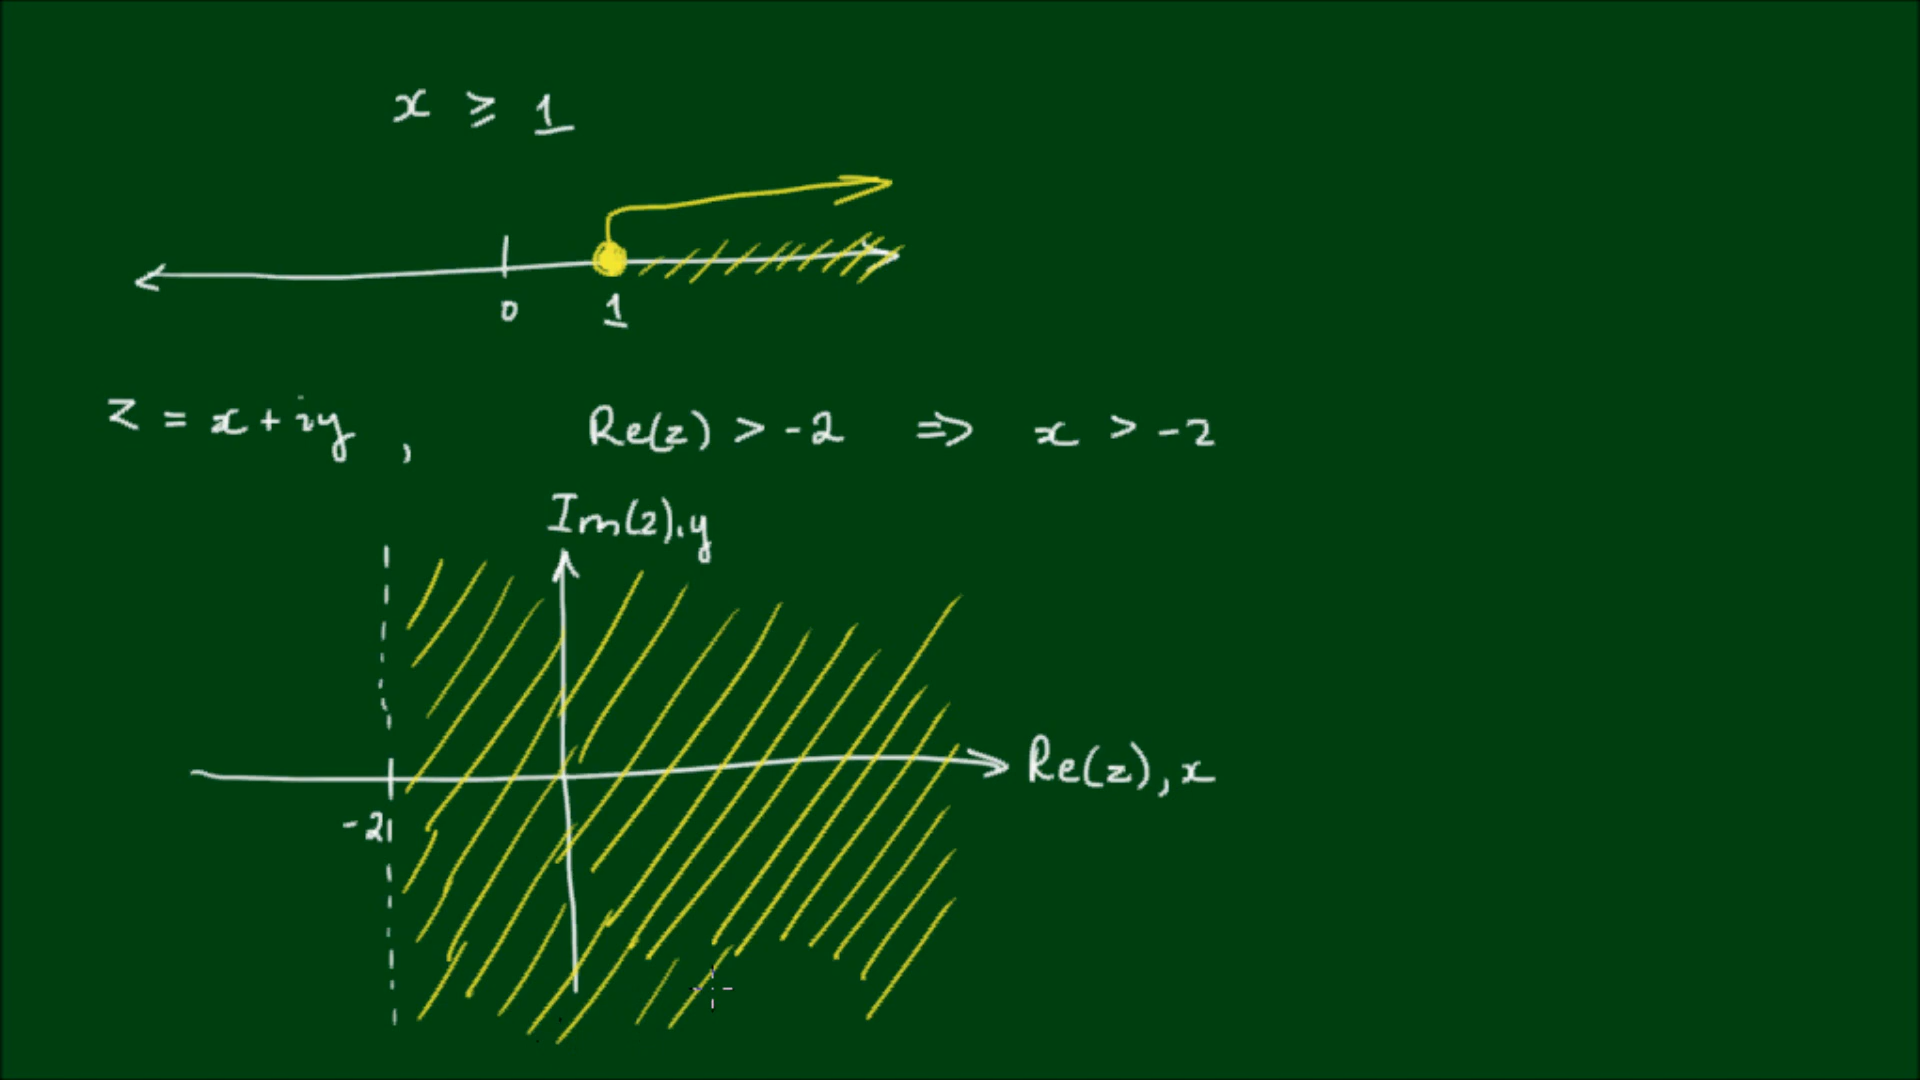 x ≥ 1
0 1
z = x + iy , Re(z) > -2 ⇒ x > -2
Im(z), y
Re(z), x
-2